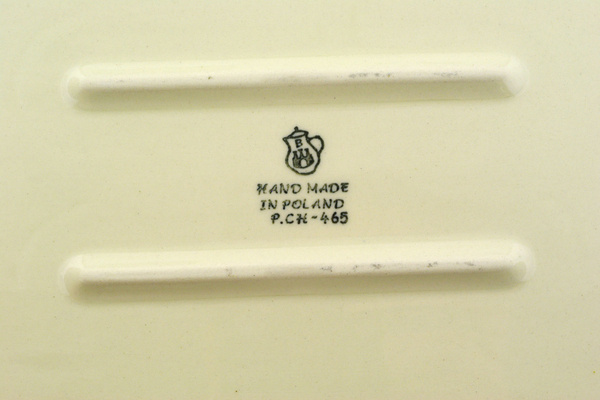 B
HAND MADE
IN POLAND
P.CH-465